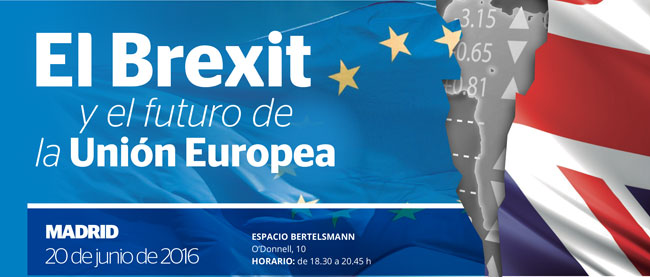 El Brexit
y el futuro de
la Unión Europea
3.15
0.65
0.81
MADRID
20 de junio de 2016
ESPACIO BERTELSMANN
O'Donnell, 10
HORARIO: de 18.30 a 20.45 h